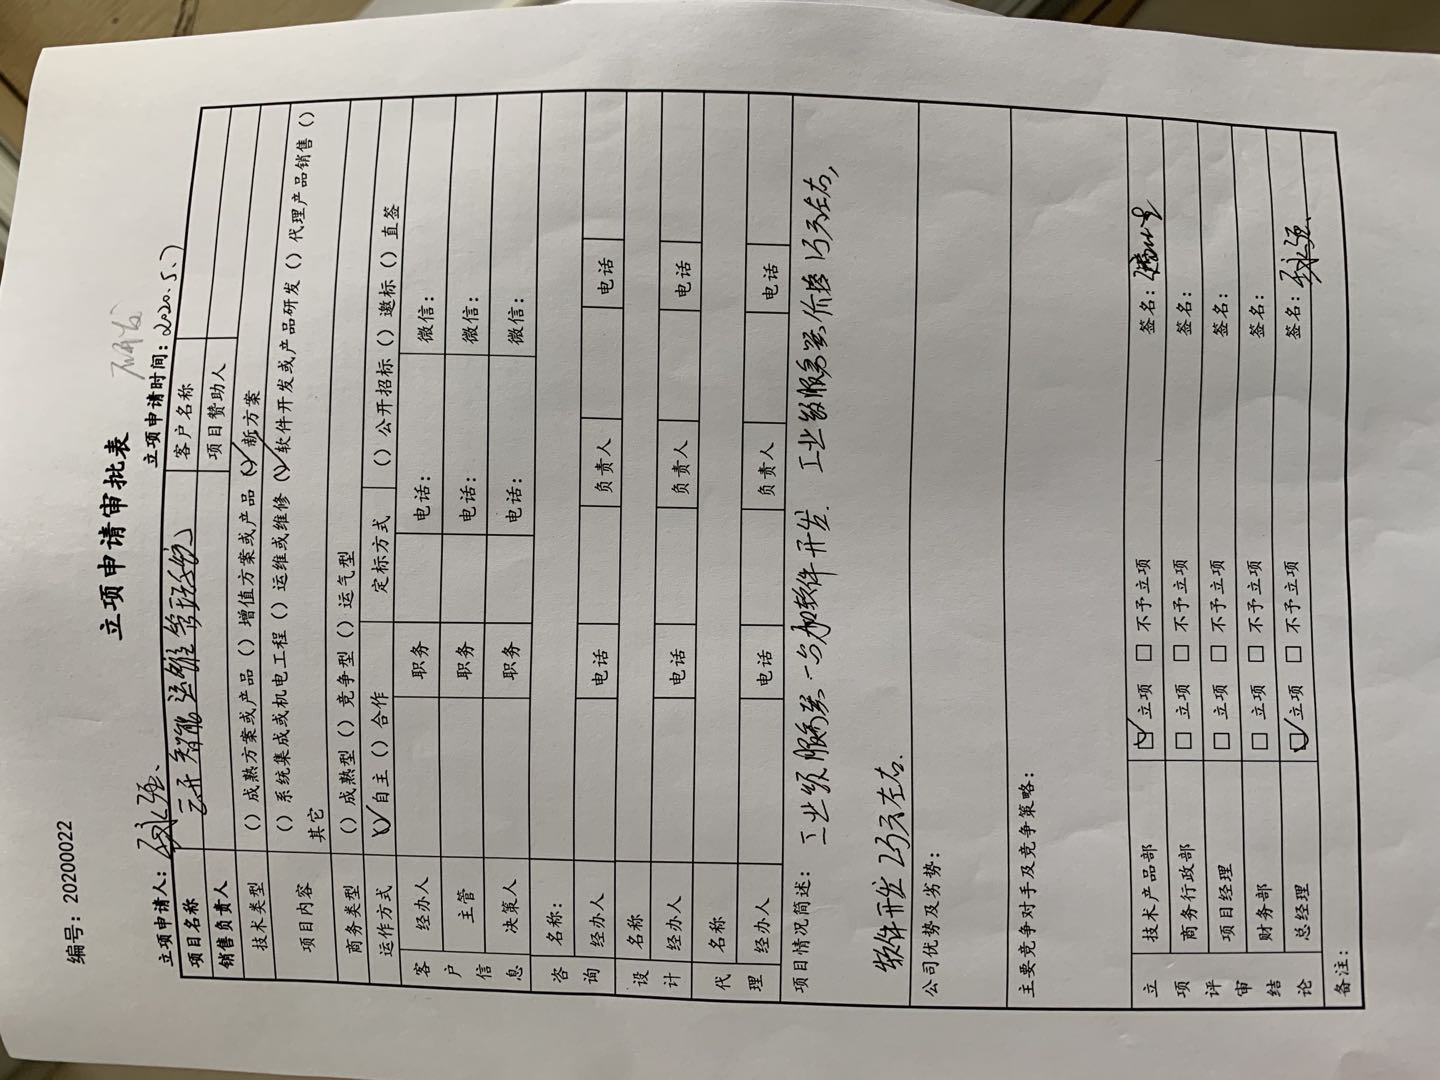 编号：20200022
立项申请审批表
研发
立项申请人：王永强
立项申请时间：2020.5.7
项目名称 云开智能运维管理系统 客户名称
销售负责人 项目赞助人
技术类型 （）成熟方案或产品（）增值方案或产品（✓）新方案
项目内容 （）系统集成或机电工程（）运维或维修（✓）软件开发或产品研发（）代理产品销售（）
其它
商务类型 （）成熟型（）竞争型（）运气型
运作方式 （✓）自主（）合作 定标方式 （）公开招标（）邀标（）直签
客户信息
经办人 职务 电话： 微信：
主管 职务 电话： 微信：
决策人 职务 电话： 微信：
咨询
名称：
经办人 电话 负责人 电话
设计
名称
经办人 电话 负责人 电话
代理
名称
经办人 电话 负责人 电话
项目情况简述：工业级服务器一台加软件开发. 工业级服务器价格1万元左右,
软件开发2万元左右.
公司优势及劣势：
主要竞争对手及竞争策略：
立项评审结论
技术产品部 ☑ 立项 □ 不予立项 签名：
商务行政部 □ 立项 □ 不予立项 签名：
项目经理 □ 立项 □ 不予立项 签名：
财务部 □ 立项 □ 不予立项 签名：
总经理 ☑ 立项 □ 不予立项 签名：王永强
备注：